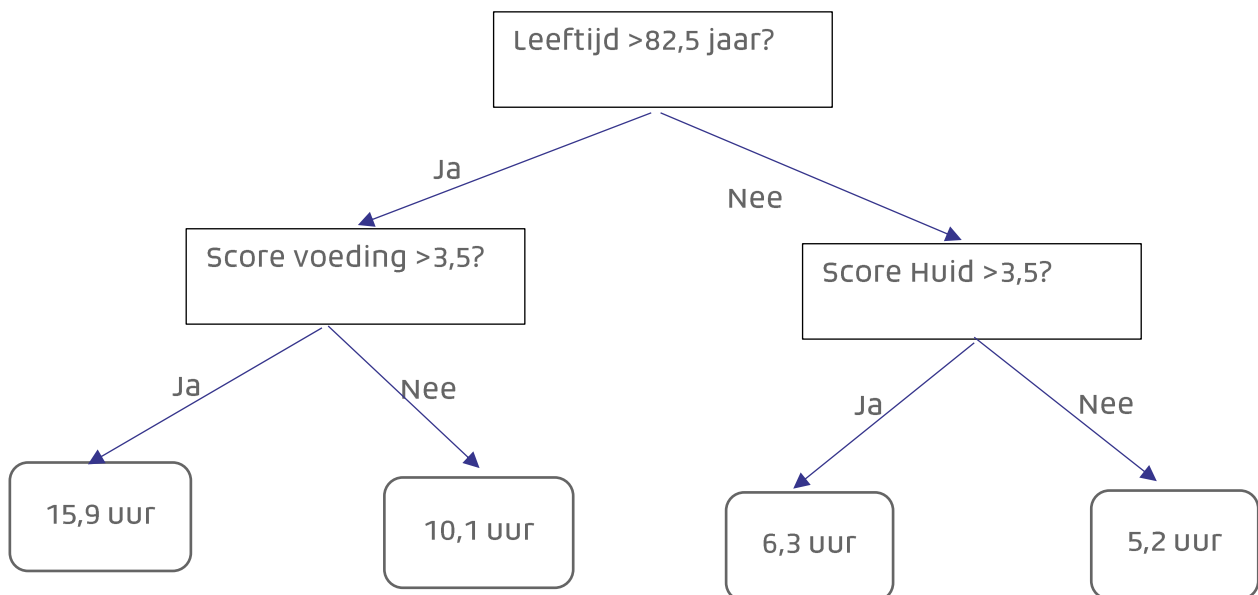 Leeftijd >82,5 jaar?
Ja
Nee
Score voeding >3,5?
Score Huid >3,5?
Ja
Nee
Ja
Nee
15,9 uur
10,1 uur
6,3 uur
5,2 uur